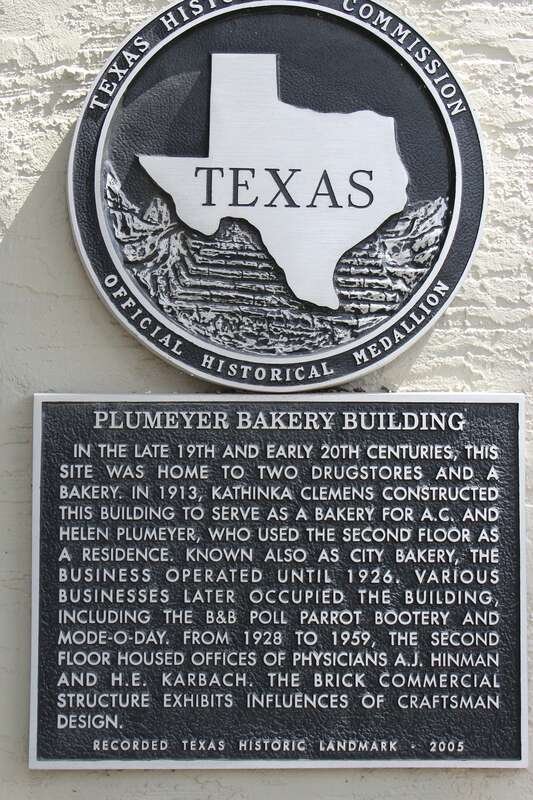 TEXAS HIS COMMISSION
TEXAS
OFFICIAL HISTORICAL MEDALLION
PLUMEYER BAKERY BUILDING
IN THE LATE 19TH AND EARLY 20TH CENTURIES, THIS
SITE WAS HOME TO TWO DRUGSTORES AND A
BAKERY. IN 1913, KATHINKA CLEMENS CONSTRUCTED
THIS BUILDING TO SERVE AS A BAKERY FOR A.C. AND
HELEN PLUMEYER, WHO USED THE SECOND FLOOR AS
A RESIDENCE. KNOWN ALSO AS CITY BAKERY, THE
BUSINESS OPERATED UNTIL 1926. VARIOUS
BUSINESSES LATER OCCUPIED THE BUILDING,
INCLUDING THE B&B POLL PARROT BOOTERY AND
MODE-O-DAY. FROM 1928 TO 1959, THE SECOND
FLOOR HOUSED OFFICES OF PHYSICIANS A.J. HINMAN
AND H.E. KARBACH. THE BRICK COMMERCIAL
STRUCTURE EXHIBITS INFLUENCES OF CRAFTSMAN
DESIGN.
RECORDED TEXAS HISTORIC LANDMARK · 2005